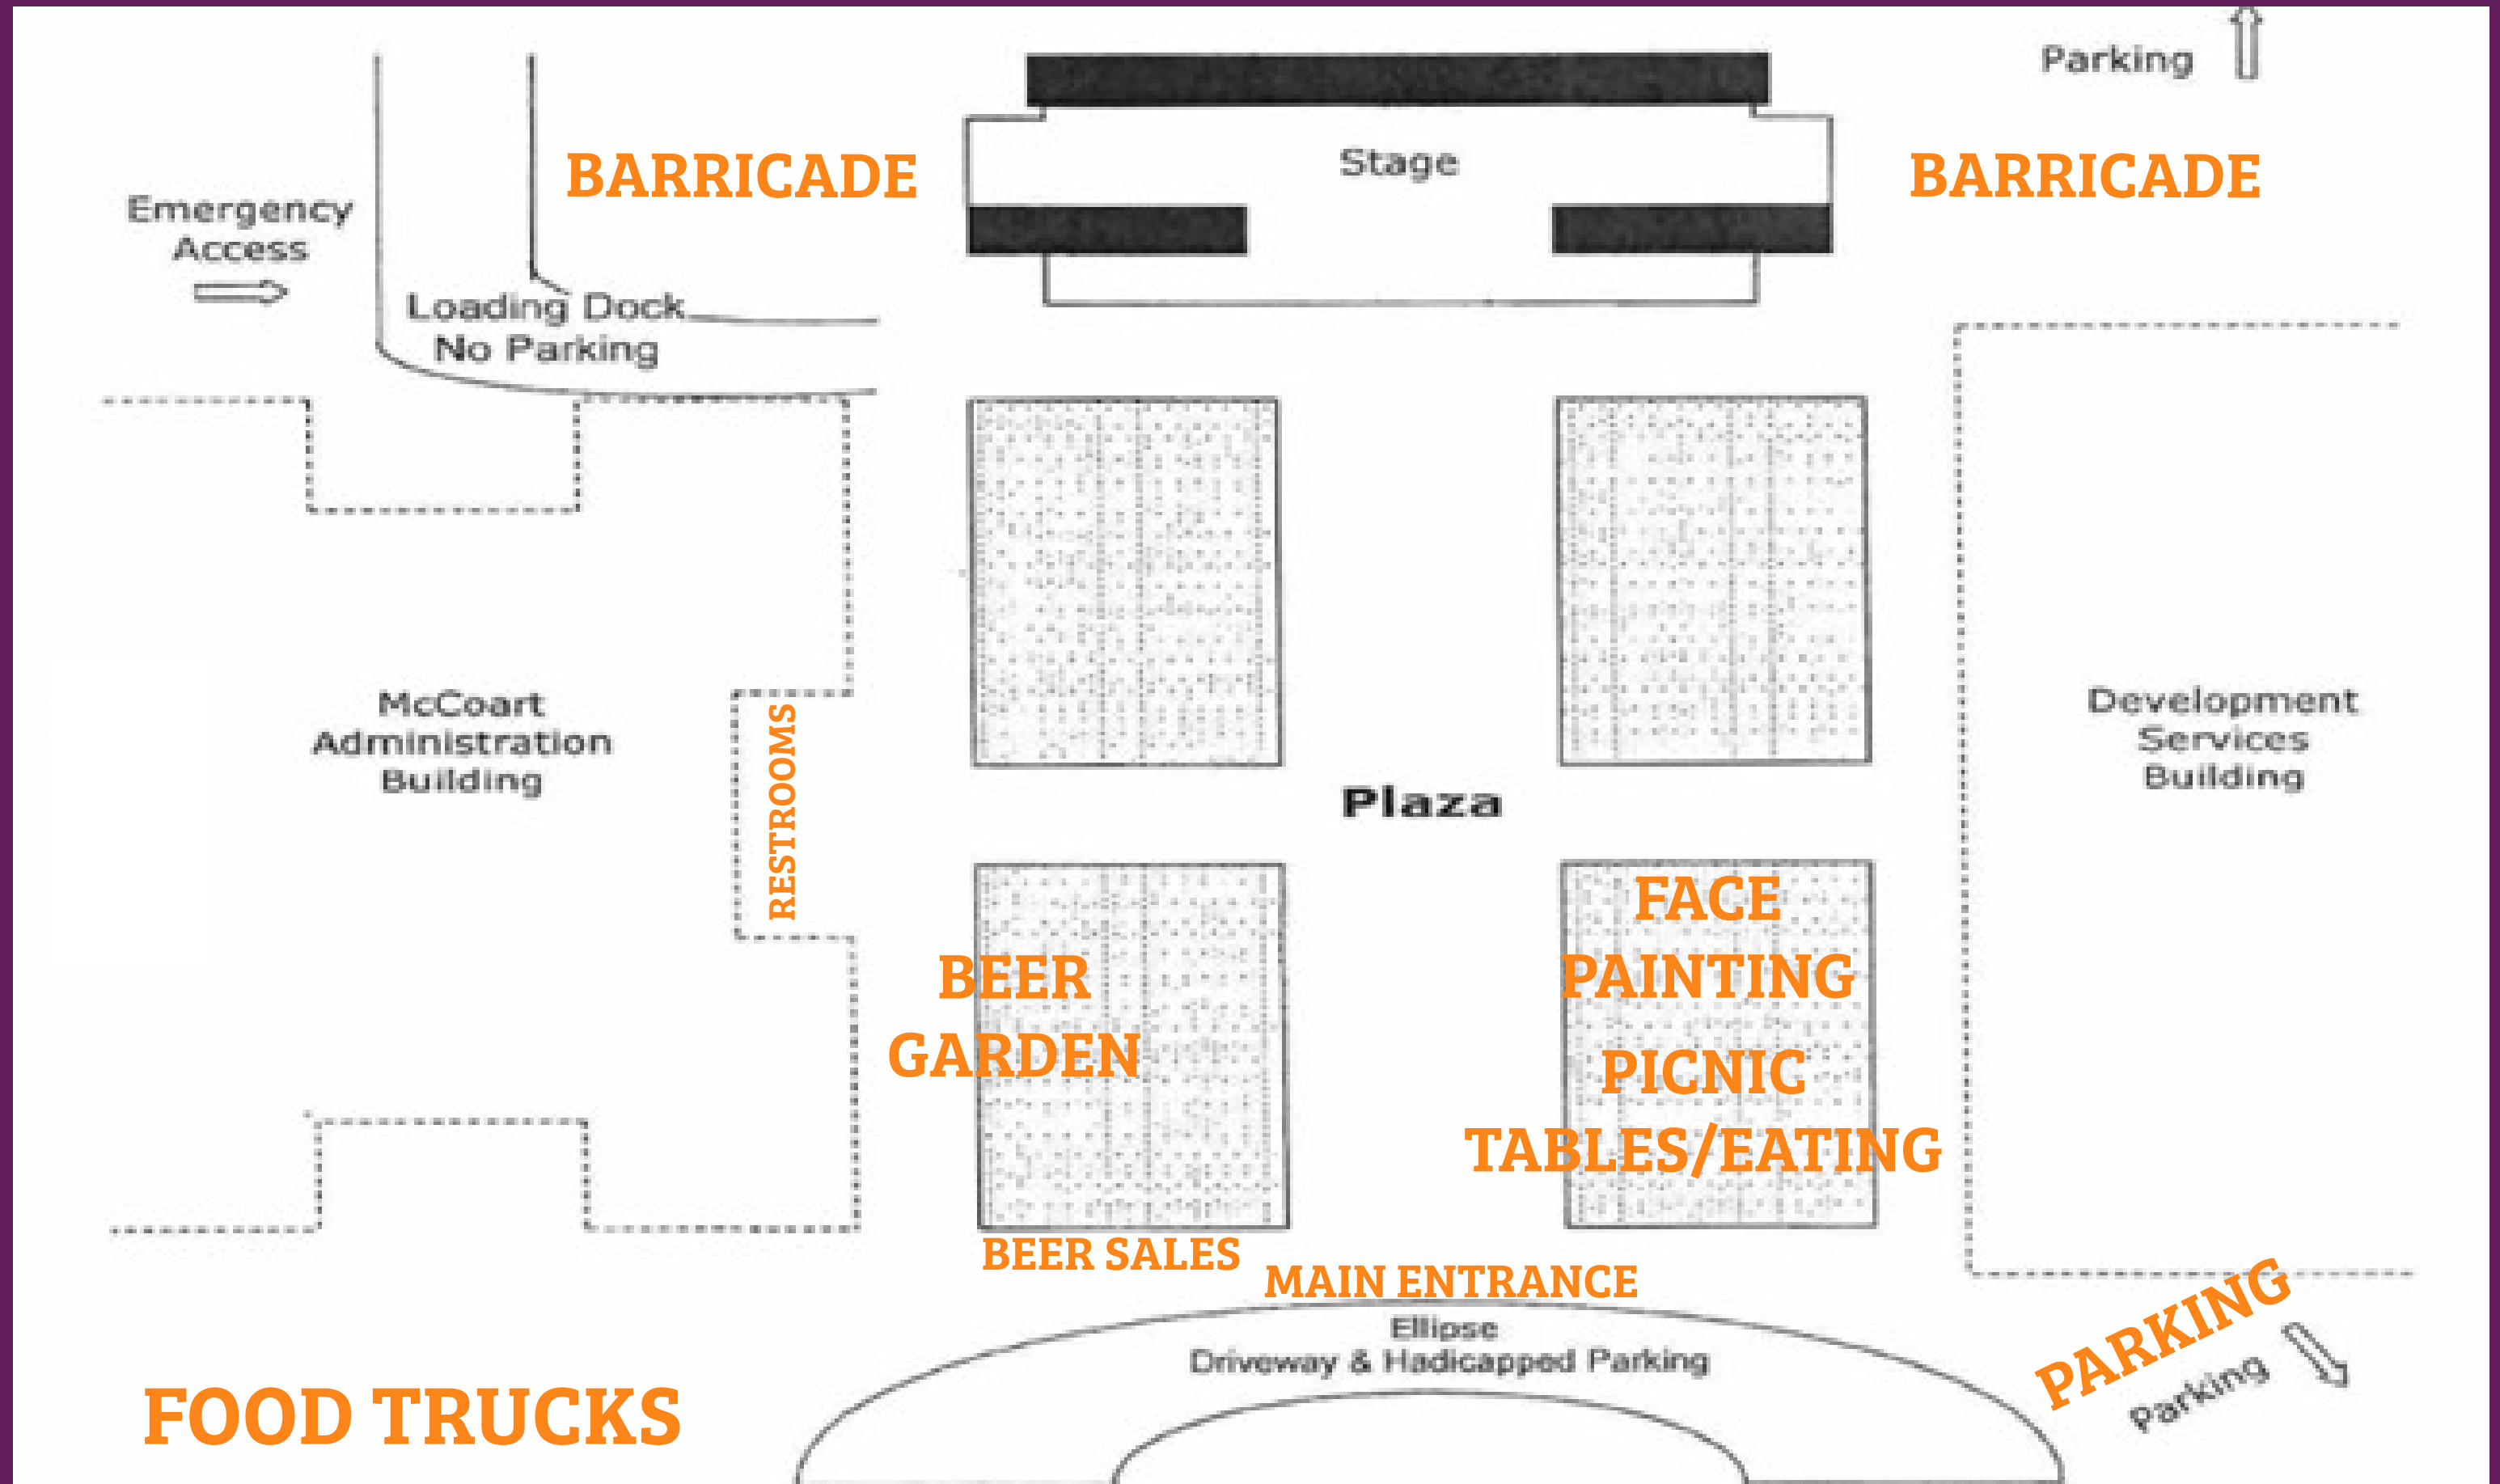 Parking
BARRICADE
Stage
BARRICADE
Emergency
Access
Loading Dock
No Parking
McCoart
Administration
Building
RESTROOMS
Plaza
Development
Services
Building
BEER
GARDEN
FACE
PAINTING
PICNIC
TABLES/EATING
BEER SALES
MAIN ENTRANCE
Ellipse
Driveway & Hadicapped Parking
FOOD TRUCKS
PARKING
Parking